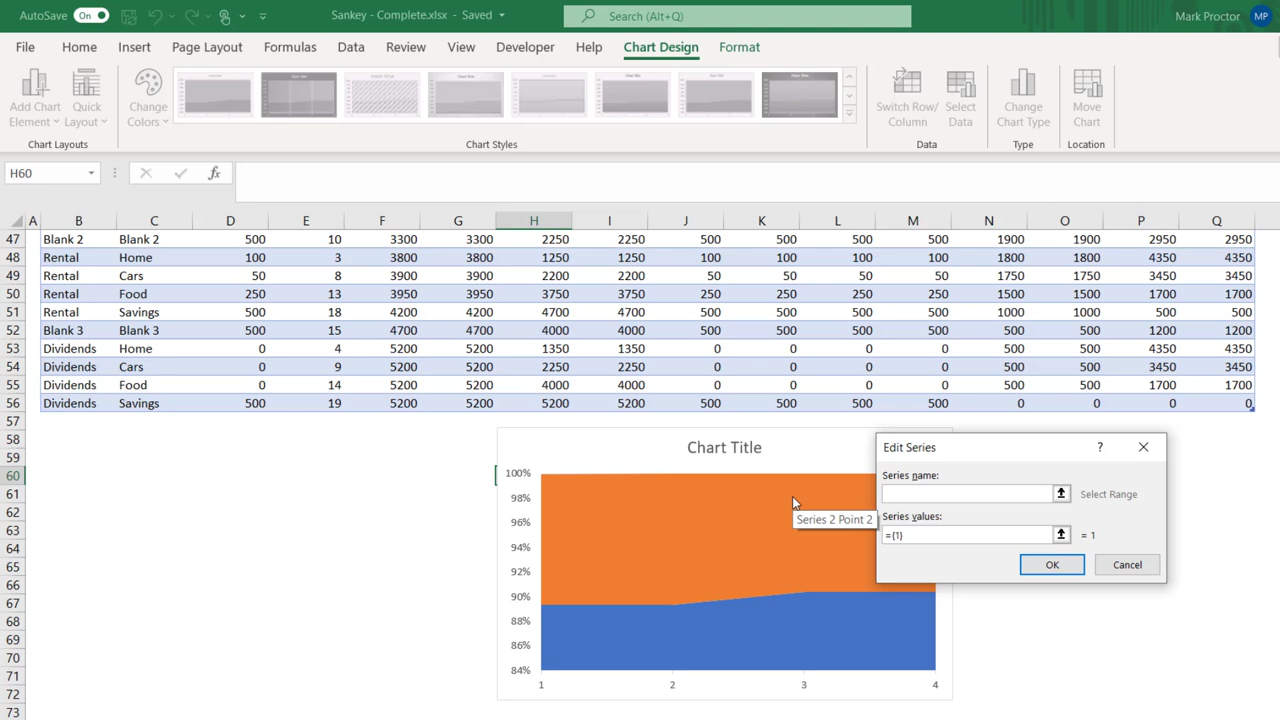 AutoSave On Sankey - Complete.xlsx - Saved Search (Alt+Q) Mark Proctor MP
File Home Insert Page Layout Formulas Data Review View Developer Help Chart Design Format
Add Chart Element Quick Layout Change Colors Switch Row/ Column Select Data Change Chart Type Move Chart
Chart Layouts Chart Styles Data Type Location
H60 fx
A B C D E F G H I J K L M N O P Q
47 Blank 2 Blank 2 500 10 3300 3300 2250 2250 500 500 500 500 1900 1900 2950 2950
48 Rental Home 100 3 3800 3800 1250 1250 100 100 100 100 1800 1800 4350 4350
49 Rental Cars 50 8 3900 3900 2200 2200 50 50 50 50 1750 1750 3450 3450
50 Rental Food 250 13 3950 3950 3750 3750 250 250 250 250 1500 1500 1700 1700
51 Rental Savings 500 18 4200 4200 4700 4700 500 500 500 500 1000 1000 500 500
52 Blank 3 Blank 3 500 15 4700 4700 4000 4000 500 500 500 500 500 500 1200 1200
53 Dividends Home 0 4 5200 5200 1350 1350 0 0 0 0 500 500 4350 4350
54 Dividends Cars 0 9 5200 5200 2250 2250 0 0 0 0 500 500 3450 3450
55 Dividends Food 0 14 5200 5200 4000 4000 0 0 0 0 500 500 1700 1700
56 Dividends Savings 500 19 5200 5200 5200 5200 500 500 500 500 0 0 0 0
57
58
59
60
61
62
63
64
65
66
67
68
69
70
71
72
73
Chart Title
100%
98%
96%
94%
92%
90%
88%
86%
84%
1 2 3 4
Series 2 Point 2
Edit Series ?
Series name:
Select Range
Series values:
={1} = 1
OK Cancel